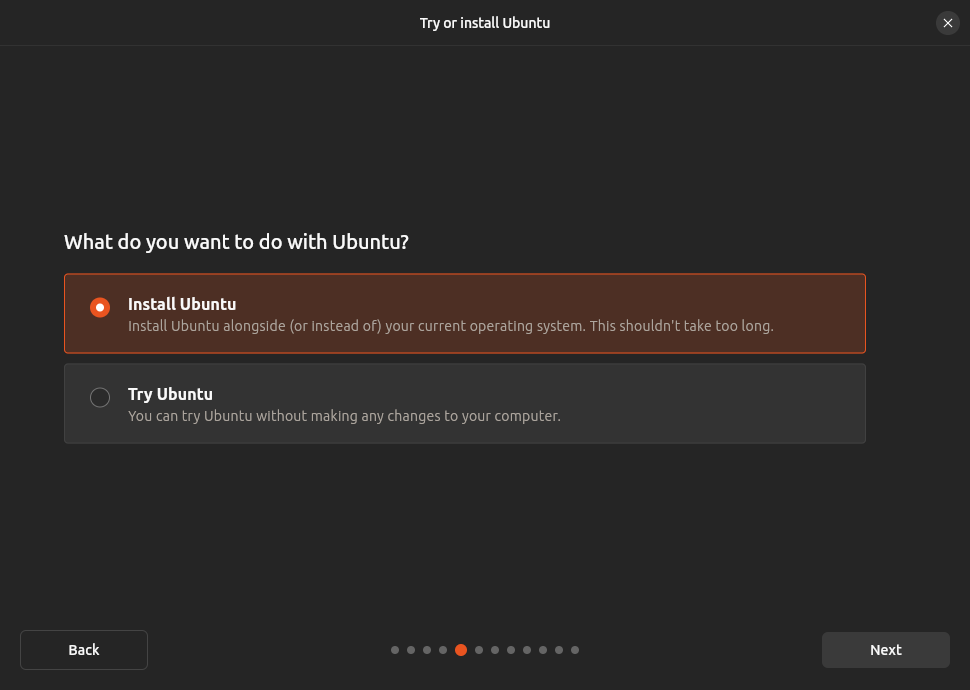 Try or install Ubuntu
What do you want to do with Ubuntu?
Install Ubuntu
Install Ubuntu alongside (or instead of) your current operating system. This shouldn't take too long.
Try Ubuntu
You can try Ubuntu without making any changes to your computer.
Back
Next